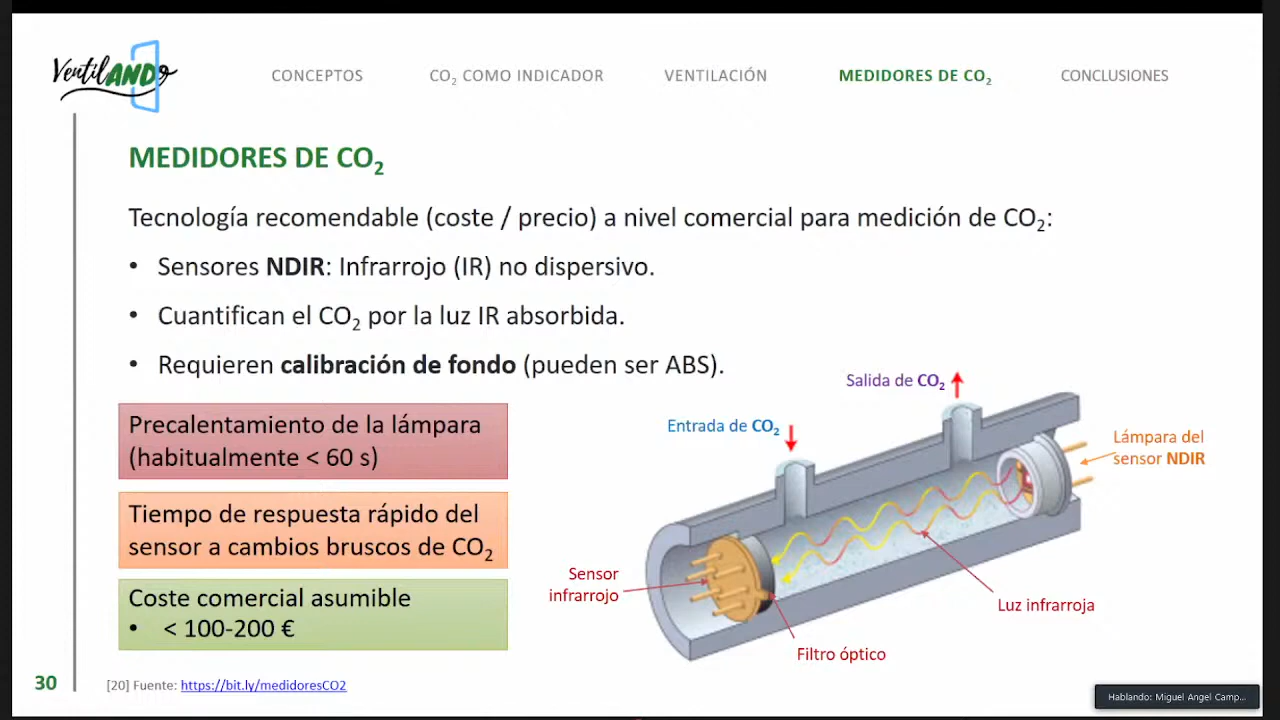 VentilANDo
CONCEPTOS
CO₂ COMO INDICADOR
VENTILACIÓN
MEDIDORES DE CO₂
CONCLUSIONES
MEDIDORES DE CO₂
Tecnología recomendable (coste / precio) a nivel comercial para medición de CO₂:
• Sensores NDIR: Infrarrojo (IR) no dispersivo.
• Cuantifican el CO₂ por la luz IR absorbida.
• Requieren calibración de fondo (pueden ser ABS).
Precalentamiento de la lámpara
(habitualmente < 60 s)
Tiempo de respuesta rápido del
sensor a cambios bruscos de CO₂
Coste comercial asumible
• < 100-200 €
Salida de CO₂
Entrada de CO₂
Lámpara del
sensor NDIR
Sensor
infrarrojo
Luz infrarroja
Filtro óptico
30
[20] Fuente: https://bit.ly/medidoresCO2
Hablando: Miguel Angel Camp...